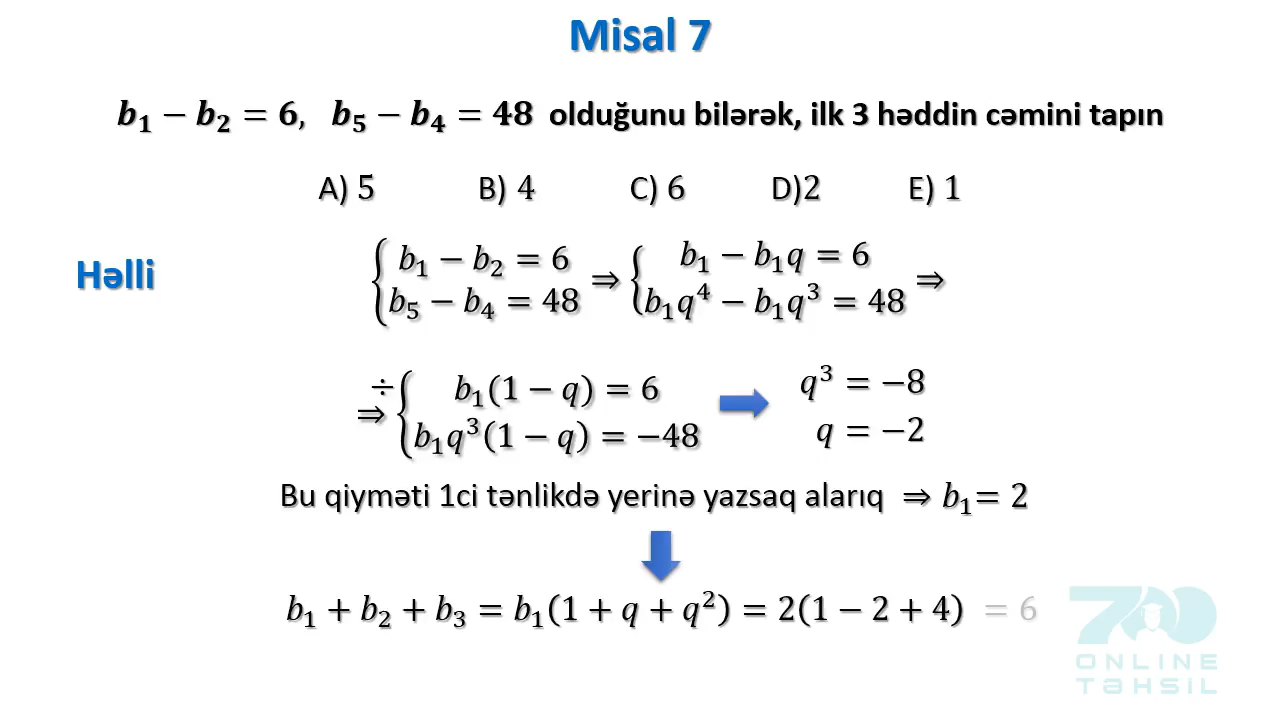 Misal 7
b₁ − b₂ = 6, b₅ − b₄ = 48 olduğunu bilərək, ilk 3 həddin cəmini tapın
A) 5 B) 4 C) 6 D)2 E) 1
Həlli
{ b₁ − b₂ = 6 ⇒ { b₁ − b₁q = 6 ⇒
b₅ − b₄ = 48 b₁q⁴ − b₁q³ = 48
÷ ⇒ { b₁(1 − q) = 6 q³ = −8
b₁q³(1 − q) = −48 q = −2
Bu qiyməti 1ci tənlikdə yerinə yazsaq alarıq ⇒ b₁= 2
b₁ + b₂ + b₃ = b₁(1 + q + q²) = 2(1 − 2 + 4) = 6
700
ONLINE
TəHSİL